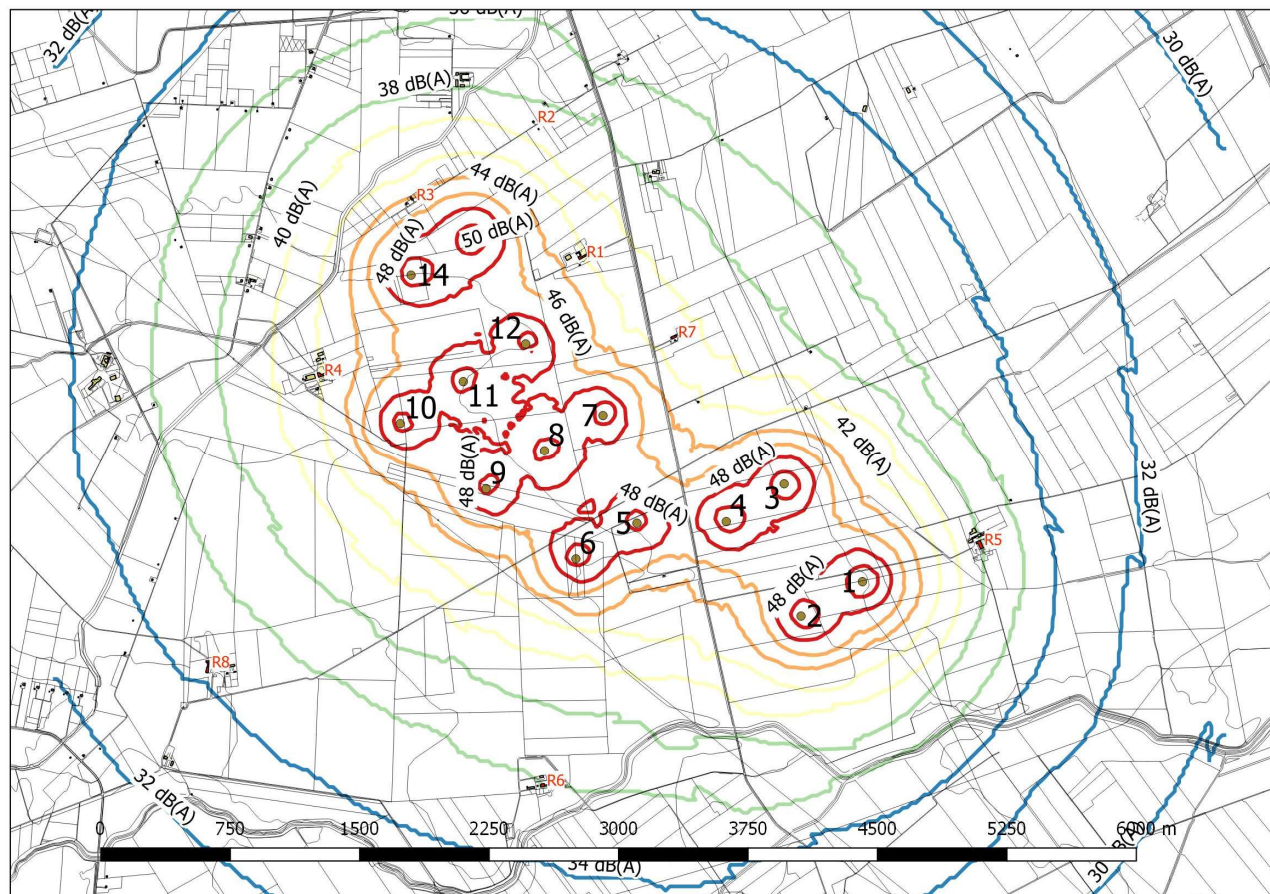 36 dB(A)
32 dB(A)
30 dB(A)
38 dB(A)
R2
44 dB(A)
R3
40 dB(A)
50 dB(A)
48 dB(A)
R1
14
46 dB(A)
12
R7
R4
11
10
7
42 dB(A)
8
48 dB(A)
48 dB(A)
9
3
48 dB(A)
4
5
32 dB(A)
R5
6
48 dB(A)
1
2
R8
R6
32 dB(A)
0 750 1500 2250 3000 3750 4500 5250 6000 m
34 dB(A)
30 dB(A)